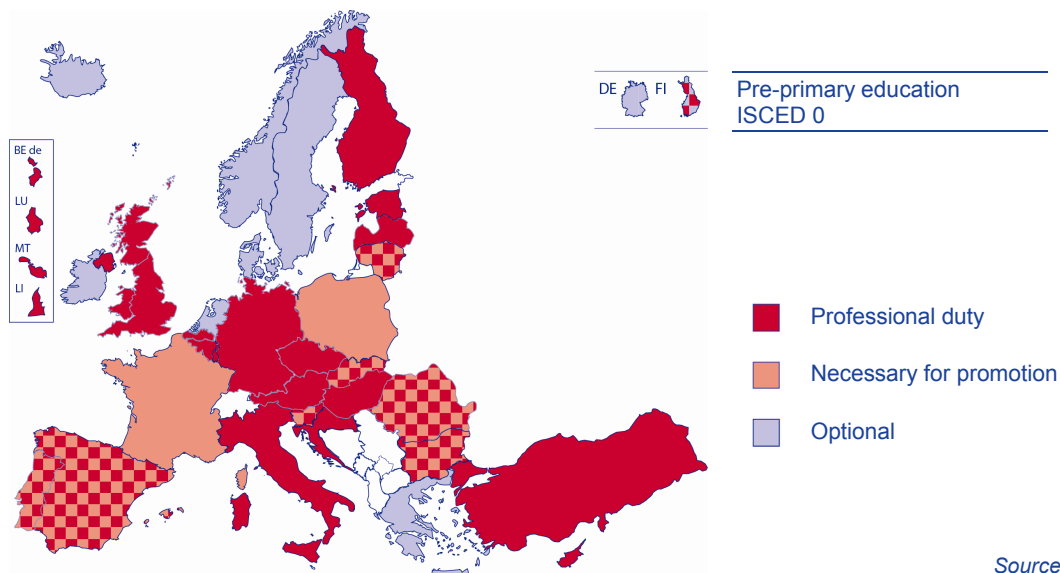 DE
FI
Pre-primary education
ISCED 0
BE de
LU
MT
LI
Professional duty
Necessary for promotion
Optional
Source